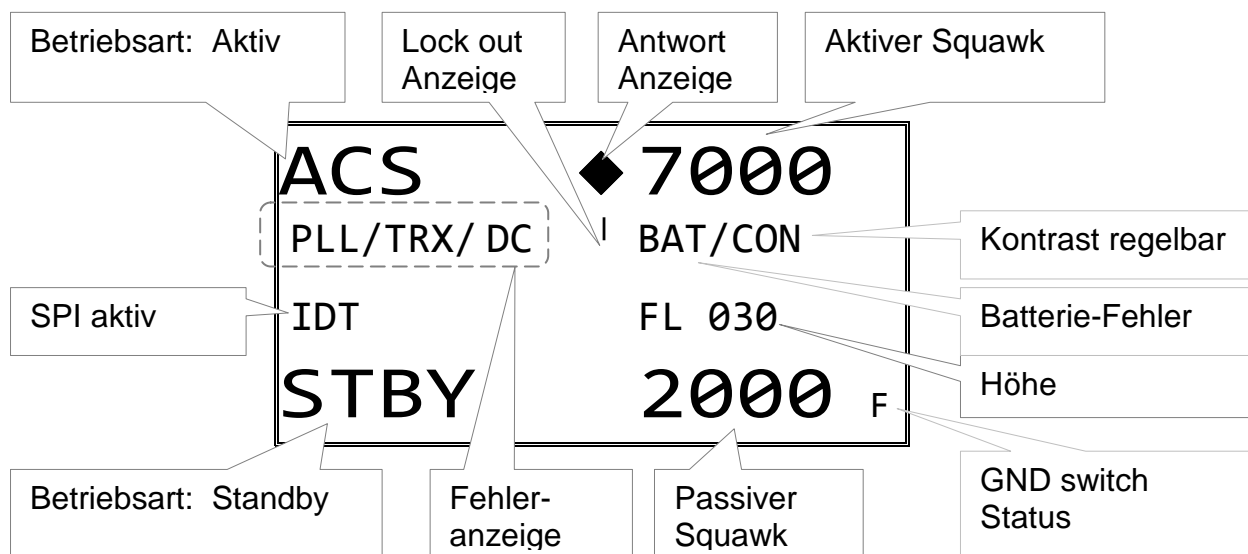 Betriebsart: Aktiv
Lock out
Anzeige
Antwort
Anzeige
Aktiver Squawk
ACS ◆ 7000
PLL/TRX/ DC ׀ BAT/CON
Kontrast regelbar
SPI aktiv
IDT FL 030
Batterie-Fehler
Höhe
STBY 2000 F
Betriebsart: Standby
Fehler-
anzeige
Passiver
Squawk
GND switch
Status